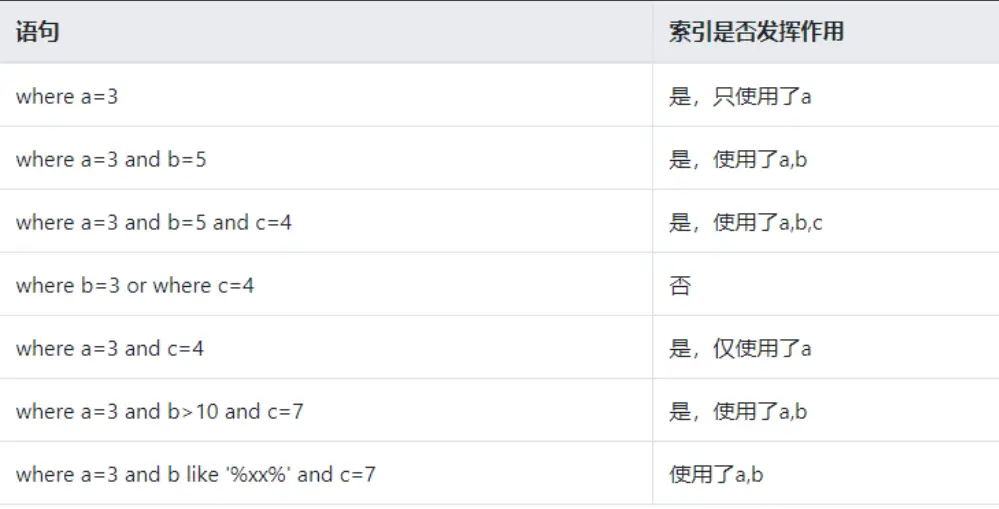 语句 索引是否发挥作用
where a=3 是，只使用了a
where a=3 and b=5 是，使用了a,b
where a=3 and b=5 and c=4 是，使用了a,b,c
where b=3 or where c=4 否
where a=3 and c=4 是，仅使用了a
where a=3 and b>10 and c=7 是，使用了a,b
where a=3 and b like '%xx%' and c=7 使用了a,b